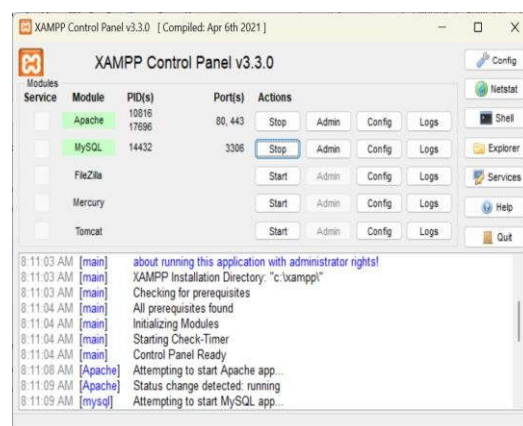 XAMPP Control Panel v3.3.0 [ Compiled: Apr 6th 2021 ]
XAMPP Control Panel v3.3.0
Config
Modules
Service Module PID(s) Port(s) Actions
Netstat
Apache 10816 17696 80, 443 Stop Admin Config Logs
Shell
MySQL 14432 3306 Stop Admin Config Logs
Explorer
FileZilla Start Admin Config Logs
Services
Mercury Start Admin Config Logs
Help
Tomcat Start Admin Config Logs
Quit
8:11:03 AM [main] about running this application with administrator rights!
8:11:03 AM [main] XAMPP Installation Directory: "c:\xampp\"
8:11:03 AM [main] Checking for prerequisites
8:11:04 AM [main] All prerequisites found
8:11:04 AM [main] Initializing Modules
8:11:04 AM [main] Starting Check-Timer
8:11:04 AM [main] Control Panel Ready
8:11:08 AM [Apache] Attempting to start Apache app...
8:11:09 AM [Apache] Status change detected: running
8:11:09 AM [mysql] Attempting to start MySQL app...